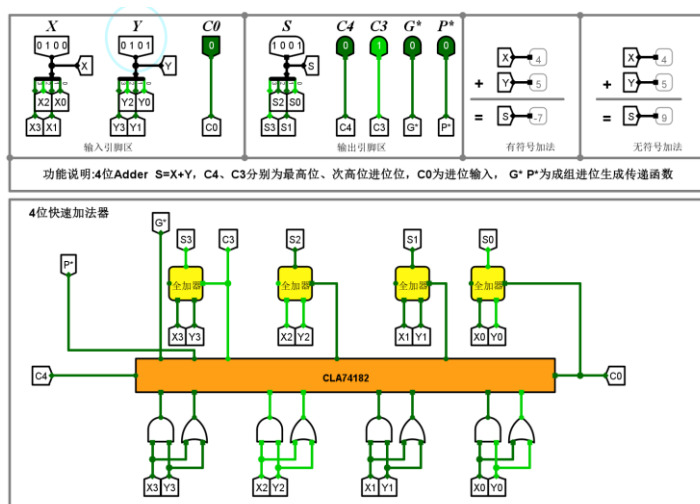 X Y C0 S C4 C3 G* P*
0100 0101 0 1001 0 1 0 0
X Y S
X2 X0 Y2 Y0 S2 S0
X3 X1 Y3 Y1 C0 S3 S1 C4 C3 G* P*
输入引脚区 输出引脚区
X 4 X 4
+ Y 5 + Y 5
= S -7 = S 9
有符号加法 无符号加法
功能说明:4位Adder S=X+Y，C4、C3分别为最高位、次高位进位位，C0为进位输入， G* P*为成组进位生成传递函数
4位快速加法器
G*
S3 C3 S2 S1 S0
P*
全加器 全加器 全加器 全加器
X3 Y3 X2 Y2 X1 Y1 X0 Y0
C4 CLA74182 C0
X3 Y3 X2 Y2 X1 Y1 X0 Y0